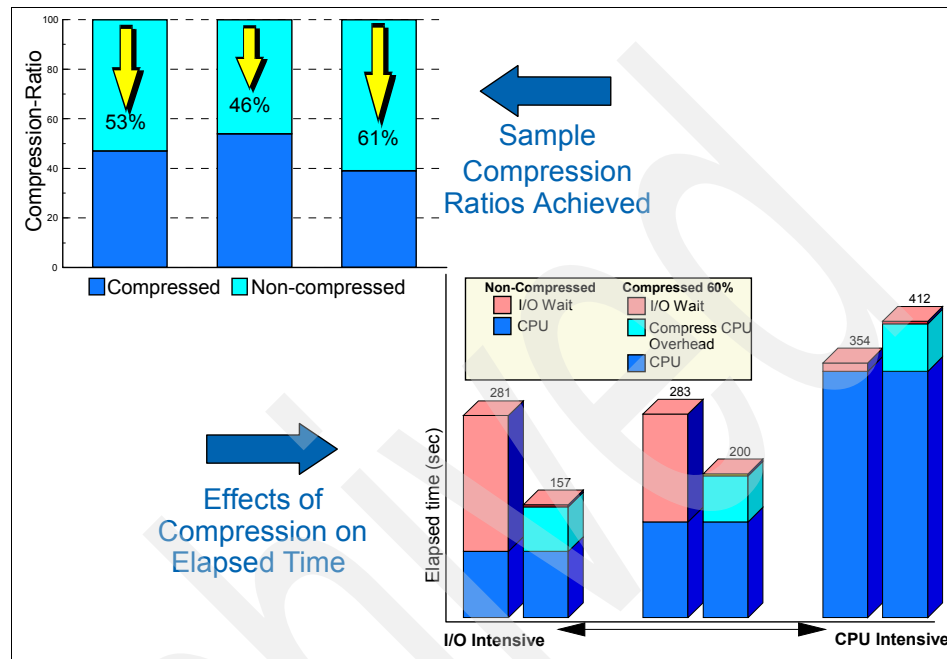 100
80
60
40
20
0
Compression-Ratio
53%
46%
61%
Compressed
Non-compressed
Sample
Compression
Ratios Achieved
Non-Compressed
I/O Wait
CPU
Compressed 60%
I/O Wait
Compress CPU
Overhead
CPU
Effects of
Compression on
Elapsed Time
Elapsed time (sec)
281
157
283
200
354
412
I/O Intensive
CPU Intensive